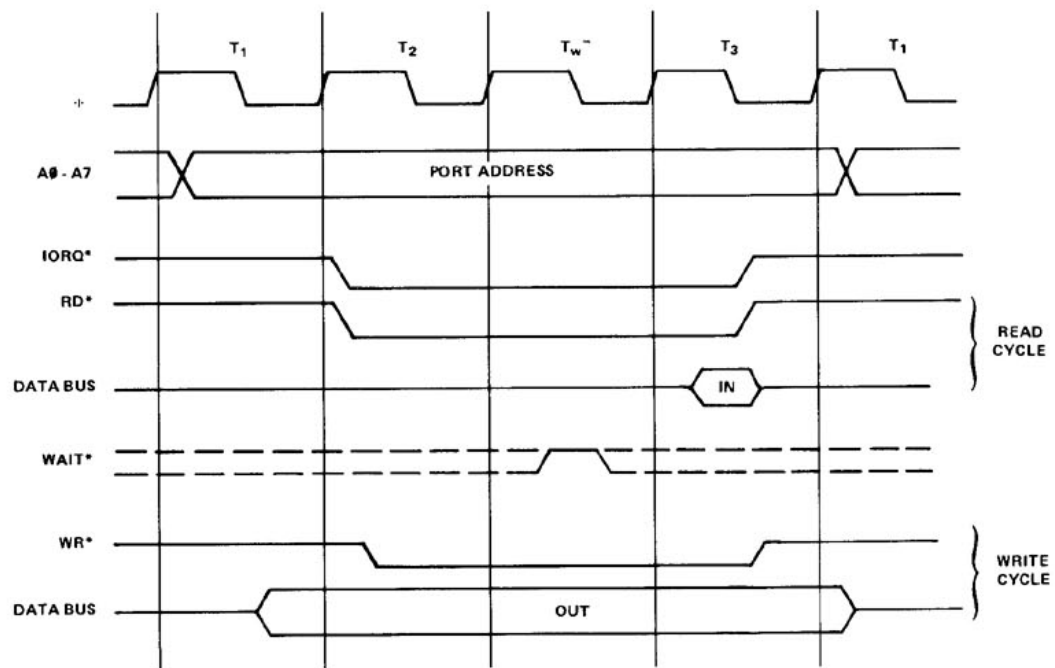 T1 T2 Tw~ T3 T1
A0 - A7 PORT ADDRESS
IORQ*
RD*
READ
CYCLE
DATA BUS IN
WAIT*
WR*
WRITE
CYCLE
DATA BUS OUT